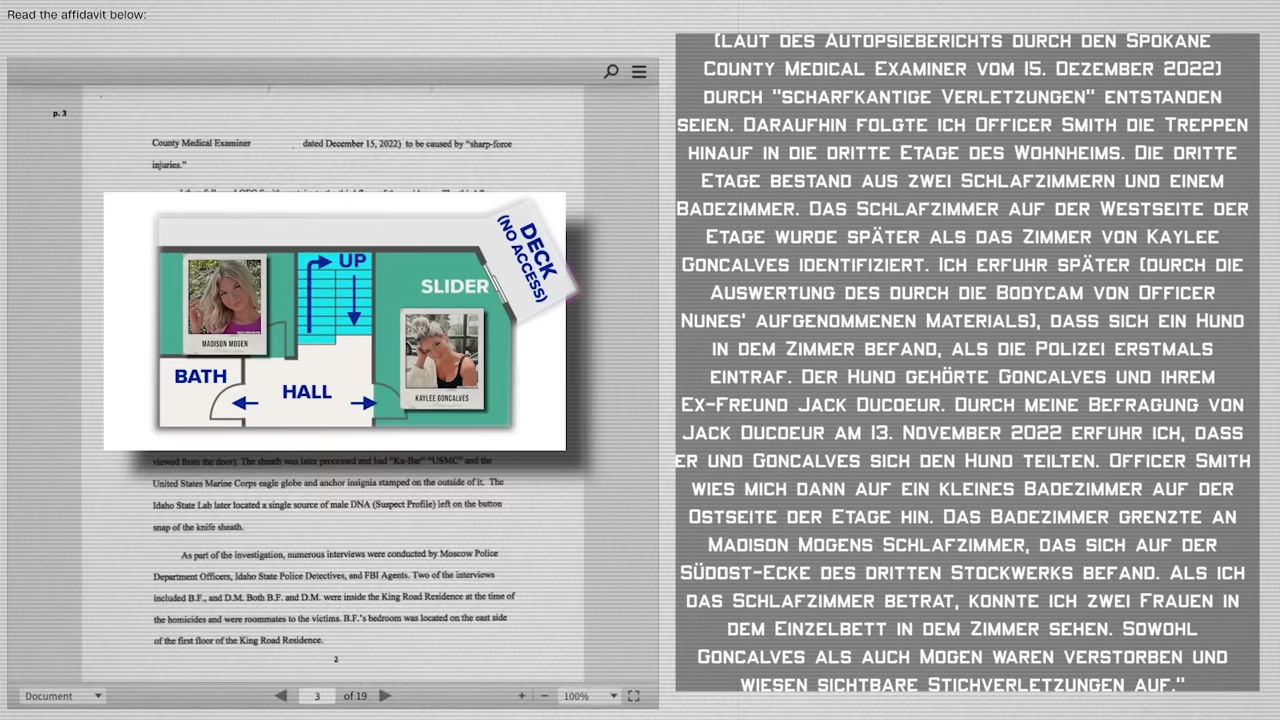 Read the affidavit below:
p. 3
County Medical Examiner dated December 15, 2022) to be caused by “sharp-force
injuries.”
UP
DECK
(NO ACCESS)
SLIDER
MADISON MOGEN
KAYLEE GONCALVES
BATH
HALL
viewed from the door). The sheath was later processed and had “Ka-Bar” “USMC” and the
United States Marine Corps eagle globe and anchor insignia stamped on the outside of it. The
Idaho State Lab later located a single source of male DNA (Suspect Profile) left on the button
snap of the knife sheath.
As part of the investigation, numerous interviews were conducted by Moscow Police
Department Officers, Idaho State Police Detectives, and FBI Agents. Two of the interviews
included B.F., and D.M. Both B.F. and D.M. were inside the King Road Residence at the time of
the homicides and were roommates to the victims. B.F.’s bedroom was located on the east side
of the first floor of the King Road Residence.
2
Document
3 of 19
+ − 100%
(LAUT DES AUTOPSIEBERICHTS DURCH DEN SPOKANE
COUNTY MEDICAL EXAMINER VOM 15. DEZEMBER 2022)
DURCH "SCHARFKANTIGE VERLETZUNGEN" ENTSTANDEN
SEIEN. DARAUFHIN FOLGTE ICH OFFICER SMITH DIE TREPPEN
HINAUF IN DIE DRITTE ETAGE DES WOHNHEIMS. DIE DRITTE
ETAGE BESTAND AUS ZWEI SCHLAFZIMMERN UND EINEM
BADEZIMMER. DAS SCHLAFZIMMER AUF DER WESTSEITE DER
ETAGE WURDE SPÄTER ALS DAS ZIMMER VON KAYLEE
GONCALVES IDENTIFIZIERT. ICH ERFUHR SPÄTER (DURCH DIE
AUSWERTUNG DES DURCH DIE BODYCAM VON OFFICER
NUNES' AUFGENOMMENEN MATERIALS), DASS SICH EIN HUND
IN DEM ZIMMER BEFAND, ALS DIE POLIZEI ERSTMALS
EINTRAF. DER HUND GEHÖRTE GONCALVES UND IHREM
EX-FREUND JACK DUCOEUR. DURCH MEINE BEFRAGUNG VON
JACK DUCOEUR AM 13. NOVEMBER 2022 ERFUHR ICH, DASS
ER UND GONCALVES SICH DEN HUND TEILTEN. OFFICER SMITH
WIES MICH DANN AUF EIN KLEINES BADEZIMMER AUF DER
OSTSEITE DER ETAGE HIN. DAS BADEZIMMER GRENZTE AN
MADISON MOGENS SCHLAFZIMMER, DAS SICH AUF DER
SÜDOST-ECKE DES DRITTEN STOCKWERKS BEFAND. ALS ICH
DAS SCHLAFZIMMER BETRAT, KONNTE ICH ZWEI FRAUEN IN
DEM EINZELBETT IN DEM ZIMMER SEHEN. SOWOHL
GONCALVES ALS AUCH MOGEN WAREN VERSTORBEN UND
WIESEN SICHTBARE STICHVERLETZUNGEN AUF."